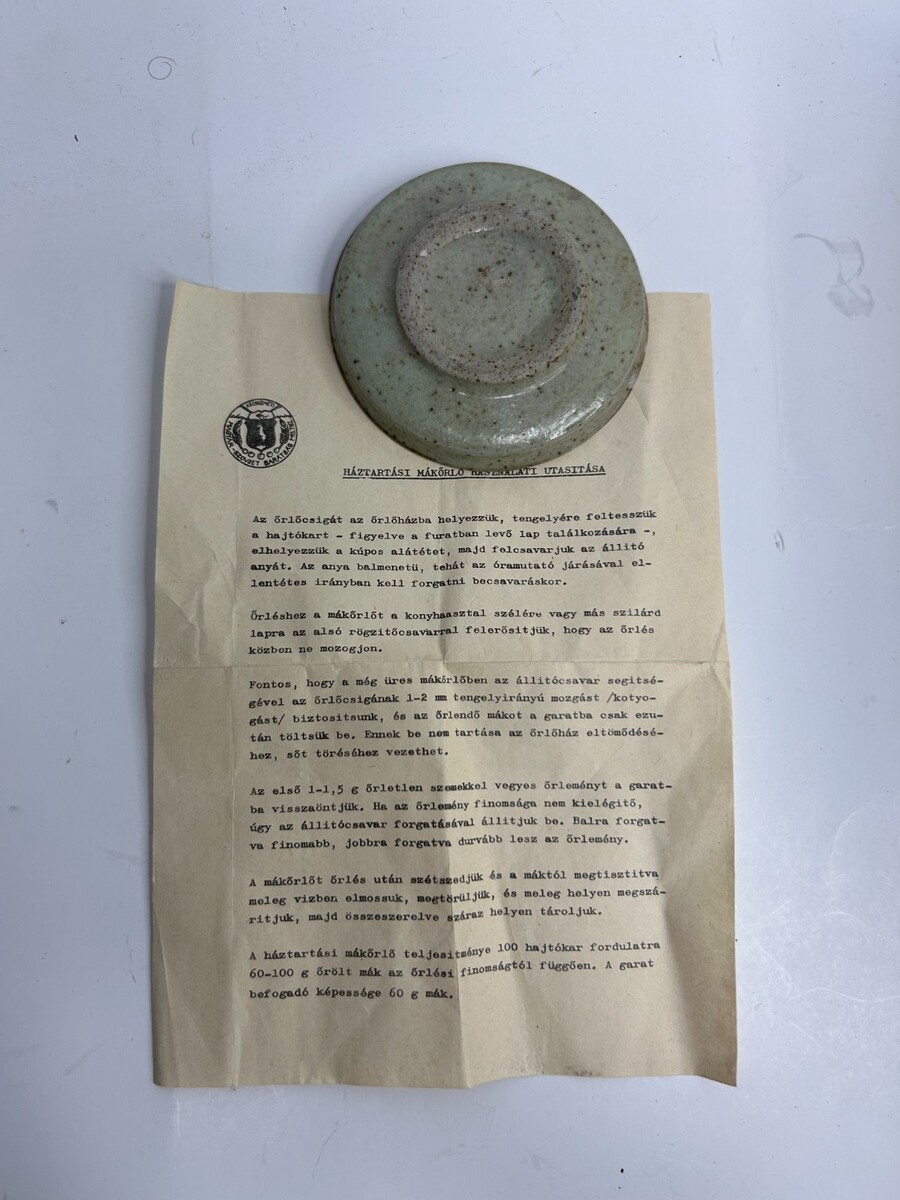 KECSKEMÉTI
MAGYAR-SZOVJET BARÁTSÁG MGTSZ
HÁZTARTÁSI MÁKŐRLŐ HASZNÁLATI UTASITÁSA
Az őrlőcsigát az őrlőházba helyezzük, tengelyére feltesszük
a hajtókart - figyelve a furatban levő lap találkozására -,
elhelyezzük a kúpos alátétet, majd felcsavarjuk az állitó
anyát. Az anya balmenetü, tehát az óramutató járásával el-
lentétes irányban kell forgatni becsavaráskor.
Őrléshez a mákőrlőt a konyhaasztal szélére vagy más szilárd
lapra az alsó rögzitőcsavarral felerősitjük, hogy az őrlés
közben ne mozogjon.
Fontos, hogy a még üres mákőrlőben az állitócsavar segitsé-
gével az őrlőcsigának 1-2 mm tengelyirányú mozgást /kotyo-
gást/ biztositsunk, és az őrlendő mákot a garatba csak ezu-
tán töltsük be. Ennek be nem tartása az őrlőház eltömődésé-
hez, sőt töréséhez vezethet.
Az első 1-1,5 g őrletlen szemekkel vegyes őrleményt a garat-
ba visszaöntjük. Ha az őrlemény finomsága nem kielégitő,
úgy az állitócsavar forgatásával állitjuk be. Balra forgat-
va finomabb, jobbra forgatva durvább lesz az őrlemény.
A mákőrlőt őrlés után szétszedjük és a máktól megtisztitva
meleg vizben elmossuk, megtörüljük, és meleg helyen megszá-
ritjuk, majd összeszerelve száraz helyen tároljuk.
A háztartási mákőrlő teljesitménye 100 hajtókar fordulatra
60-100 g őrölt mák az őrlési finomságtól függően. A garat
befogadó képessége 60 g mák.